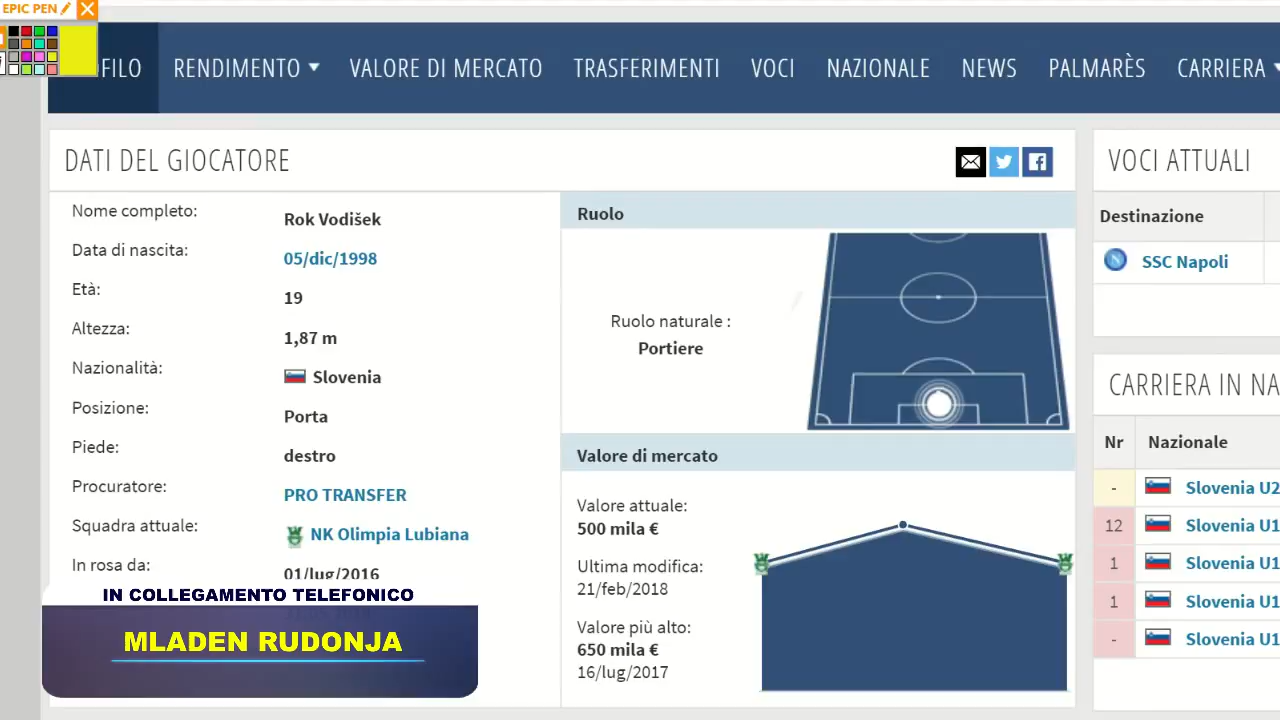 EPIC PEN
FILO
RENDIMENTO
VALORE DI MERCATO
TRASFERIMENTI
VOCI
NAZIONALE
NEWS
PALMARÈS
CARRIERA
DATI DEL GIOCATORE
Nome completo: Rok Vodišek
Data di nascita: 05/dic/1998
Età: 19
Altezza: 1,87 m
Nazionalità: Slovenia
Posizione: Porta
Piede: destro
Procuratore: PRO TRANSFER
Squadra attuale: NK Olimpia Lubiana
In rosa da: 01/lug/2016
IN COLLEGAMENTO TELEFONICO
MLADEN RUDONJA
Ruolo
Ruolo naturale :
Portiere
Valore di mercato
Valore attuale:
500 mila €
Ultima modifica:
21/feb/2018
Valore più alto:
650 mila €
16/lug/2017
VOCI ATTUALI
Destinazione
SSC Napoli
CARRIERA IN NA
Nr Nazionale
- Slovenia U2
12 Slovenia U1
1 Slovenia U1
1 Slovenia U1
- Slovenia U1